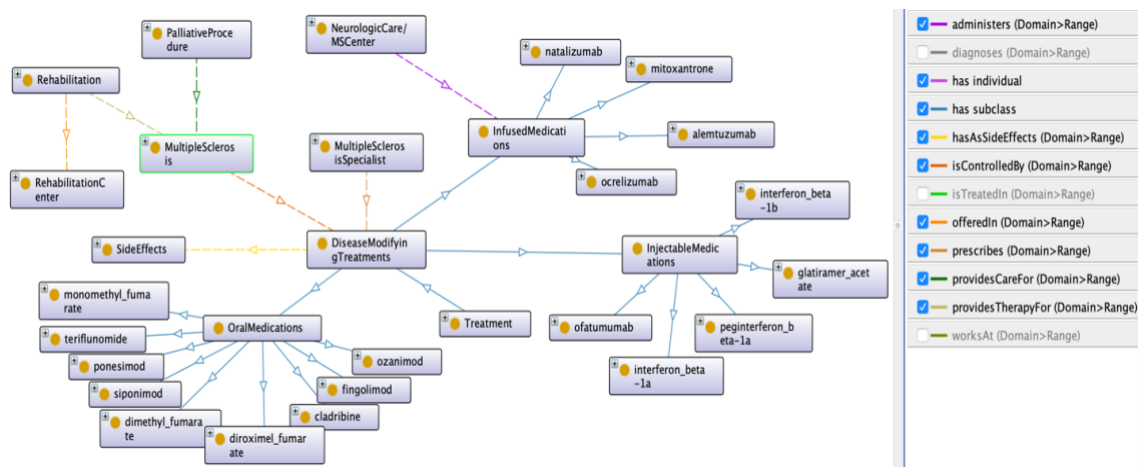 PalliativeProce
dure
NeurologicCare/
MSCenter
natalizumab
mitoxantrone
Rehabilitation
InfusedMedicati
ons
alemtuzumab
MultipleScleros
is
MultipleScleros
isSpecialist
ocrelizumab
RehabilitationC
enter
interferon_beta
-1b
SideEffects
DiseaseModifyin
gTreatments
InjectableMedic
ations
glatiramer_acet
ate
monomethyl_fuma
rate
teriflunomide
OralMedications
Treatment
ofatumumab
peginterferon_b
eta-1a
ponesimod
ozanimod
siponimod
fingolimod
interferon_beta
-1a
dimethyl_fumara
te
cladribine
diroximel_fumar
ate
administers (Domain>Range)
diagnoses (Domain>Range)
has individual
has subclass
hasAsSideEffects (Domain>Range)
isControlledBy (Domain>Range)
isTreatedIn (Domain>Range)
offeredIn (Domain>Range)
prescribes (Domain>Range)
providesCareFor (Domain>Range)
providesTherapyFor (Domain>Range)
worksAt (Domain>Range)